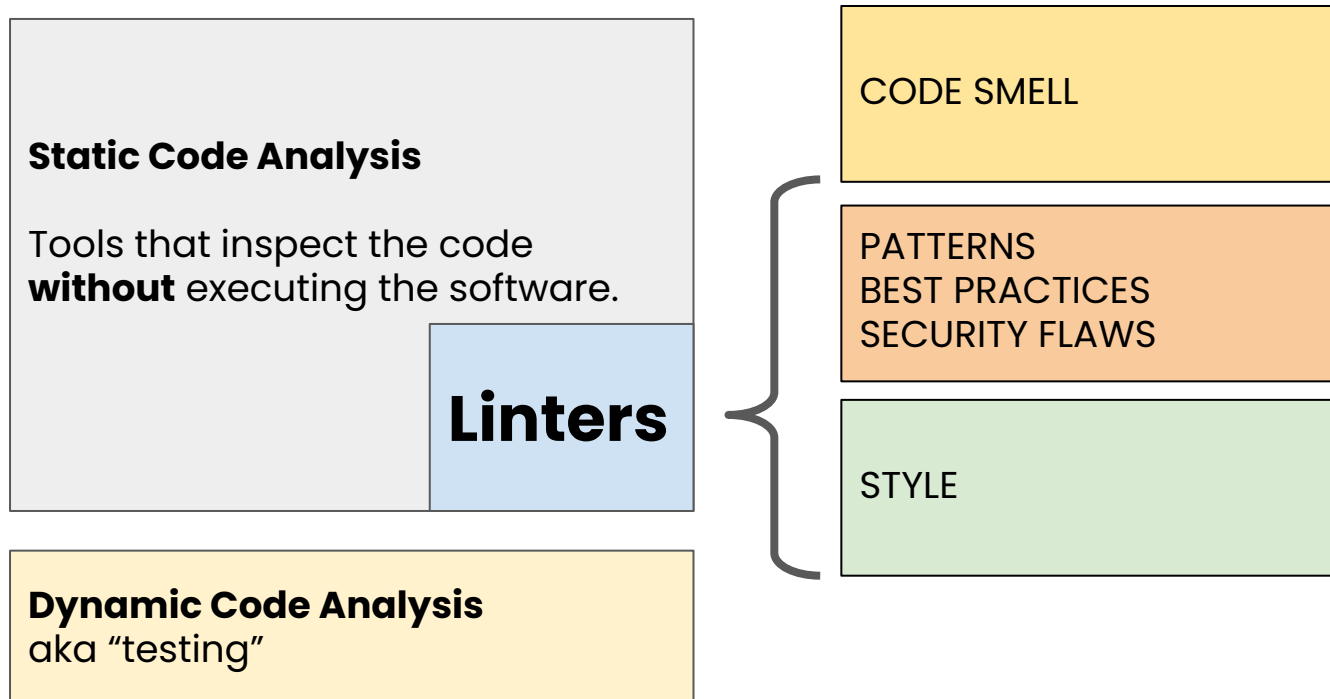 Static Code Analysis
Tools that inspect the code
without executing the software.
Linters
Dynamic Code Analysis
aka “testing”
CODE SMELL
PATTERNS
BEST PRACTICES
SECURITY FLAWS
STYLE